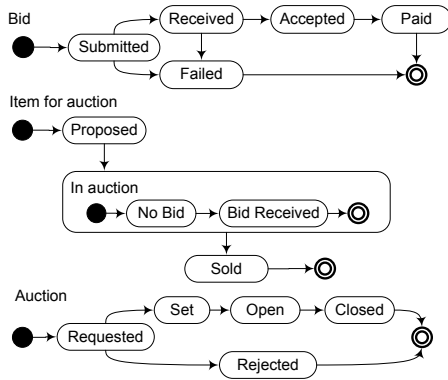 Bid
Received
Accepted
Paid
Submitted
Failed
Item for auction
Proposed
In auction
No Bid
Bid Received
Sold
Auction
Set
Open
Closed
Requested
Rejected